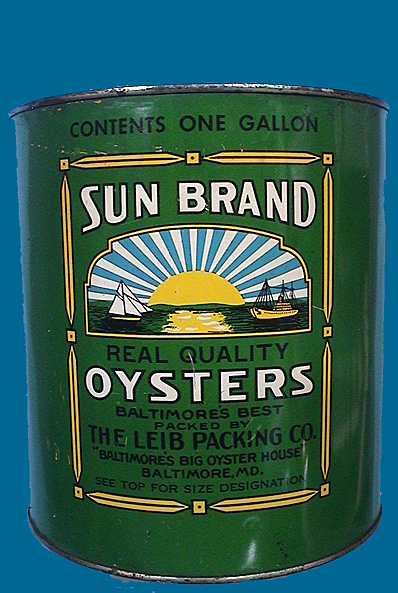 CONTENTS ONE GALLON
SUN BRAND
REAL QUALITY
OYSTERS
BALTIMORE'S BEST
PACKED BY
THE LEIB PACKING CO.
"BALTIMORE'S BIG OYSTER HOUSE"
BALTIMORE, MD.
SEE TOP FOR SIZE DESIGNATION